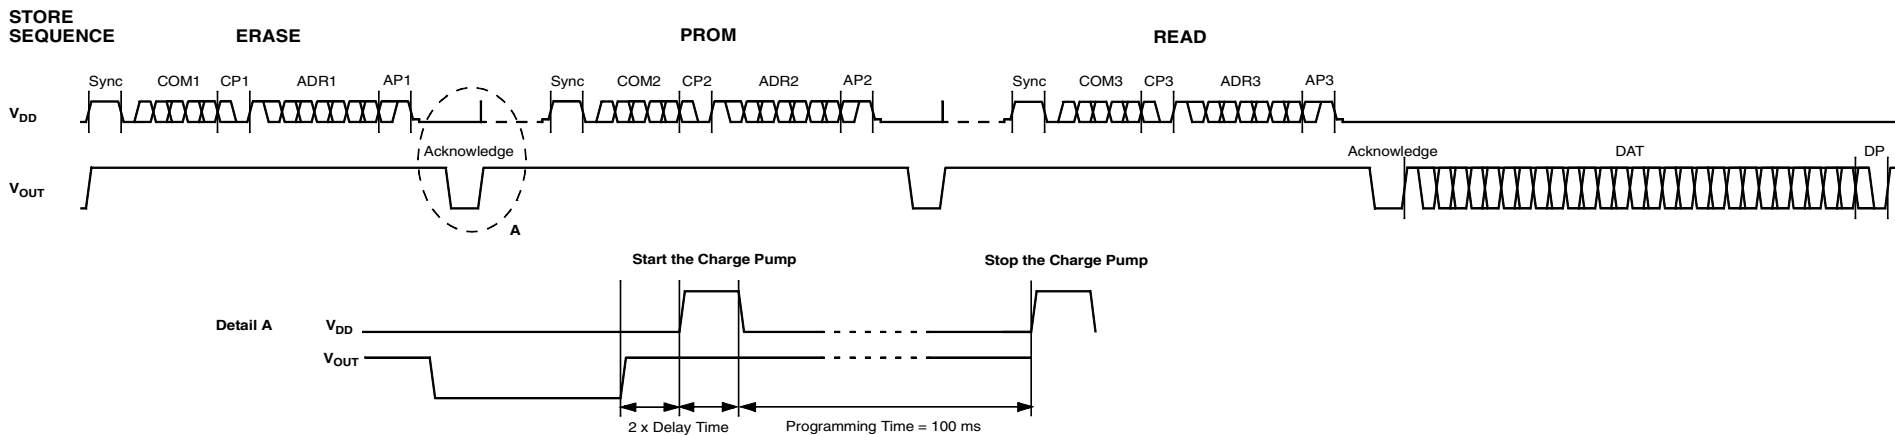 STORE
SEQUENCE
ERASE
PROM
READ
Sync COM1 CP1 ADR1 AP1
Sync COM2 CP2 ADR2 AP2
Sync COM3 CP3 ADR3 AP3
VDD
Acknowledge
Acknowledge
DAT
DP
VOUT
A
Start the Charge Pump
Stop the Charge Pump
Detail A
VDD
VOUT
2 x Delay Time
Programming Time = 100 ms